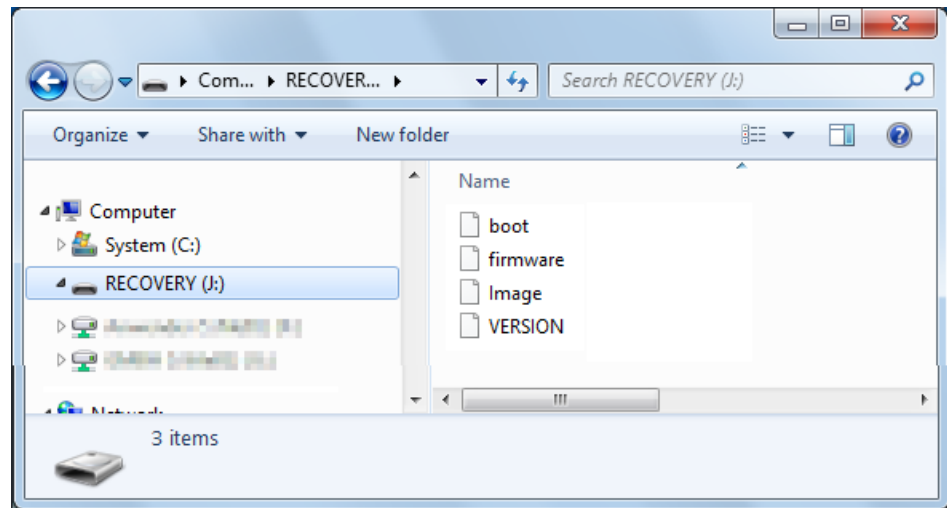 Com... RECOVER... Search RECOVERY (J:)
Organize Share with New folder
Name
Computer
System (C:)
RECOVERY (J:)
boot
firmware
Image
VERSION
Network
3 items